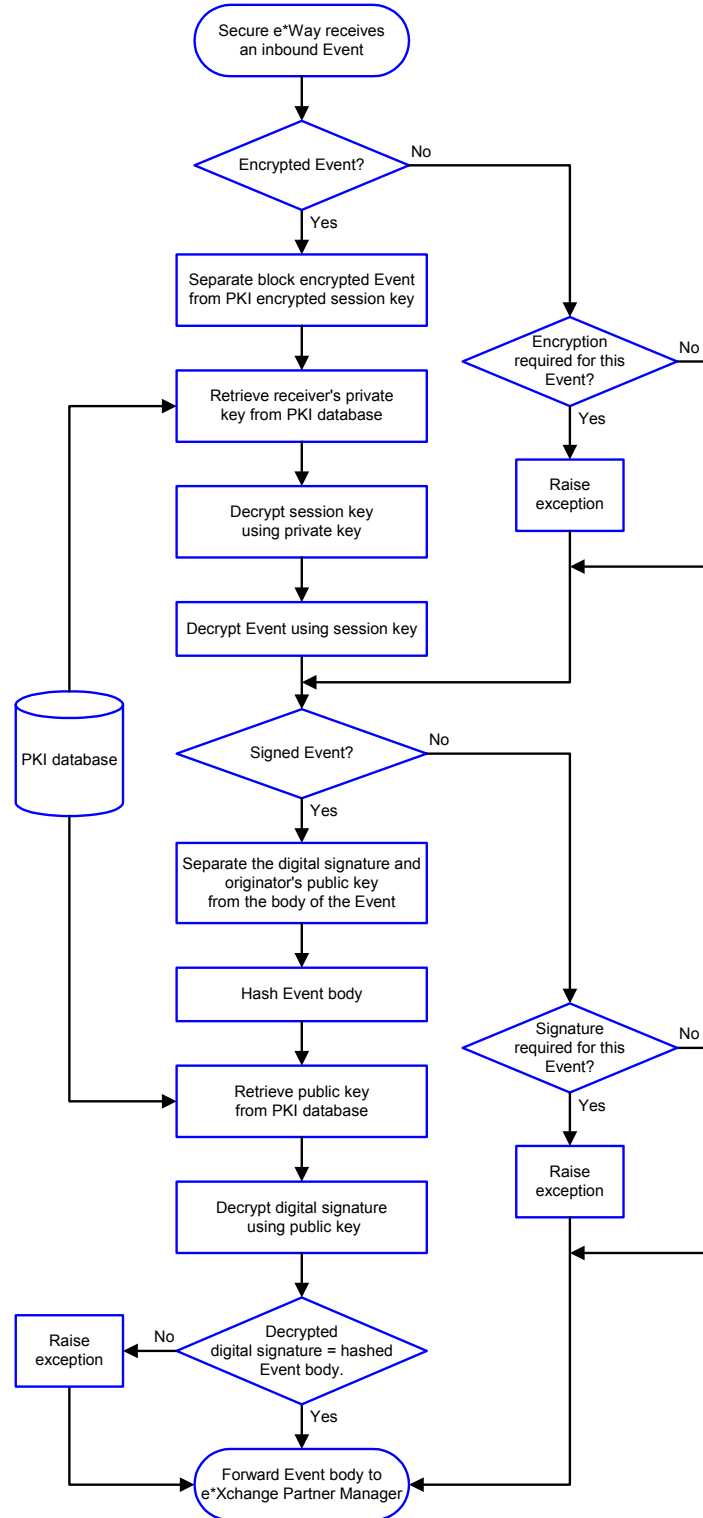 Secure e*Way receives
an inbound Event
Encrypted Event?
No
Yes
Separate block encrypted Event
from PKI encrypted session key
Encryption
required for this
Event?
No
Yes
Retrieve receiver's private
key from PKI database
Raise
exception
Decrypt session key
using private key
Decrypt Event using session key
PKI database
Signed Event?
No
Yes
Separate the digital signature and
originator's public key
from the body of the Event
Hash Event body
Signature
required for this
Event?
No
Yes
Retrieve public key
from PKI database
Raise
exception
Decrypt digital signature
using public key
Decrypted
digital signature = hashed
Event body.
No
Raise
exception
Yes
Forward Event body to
e*Xchange Partner Manager